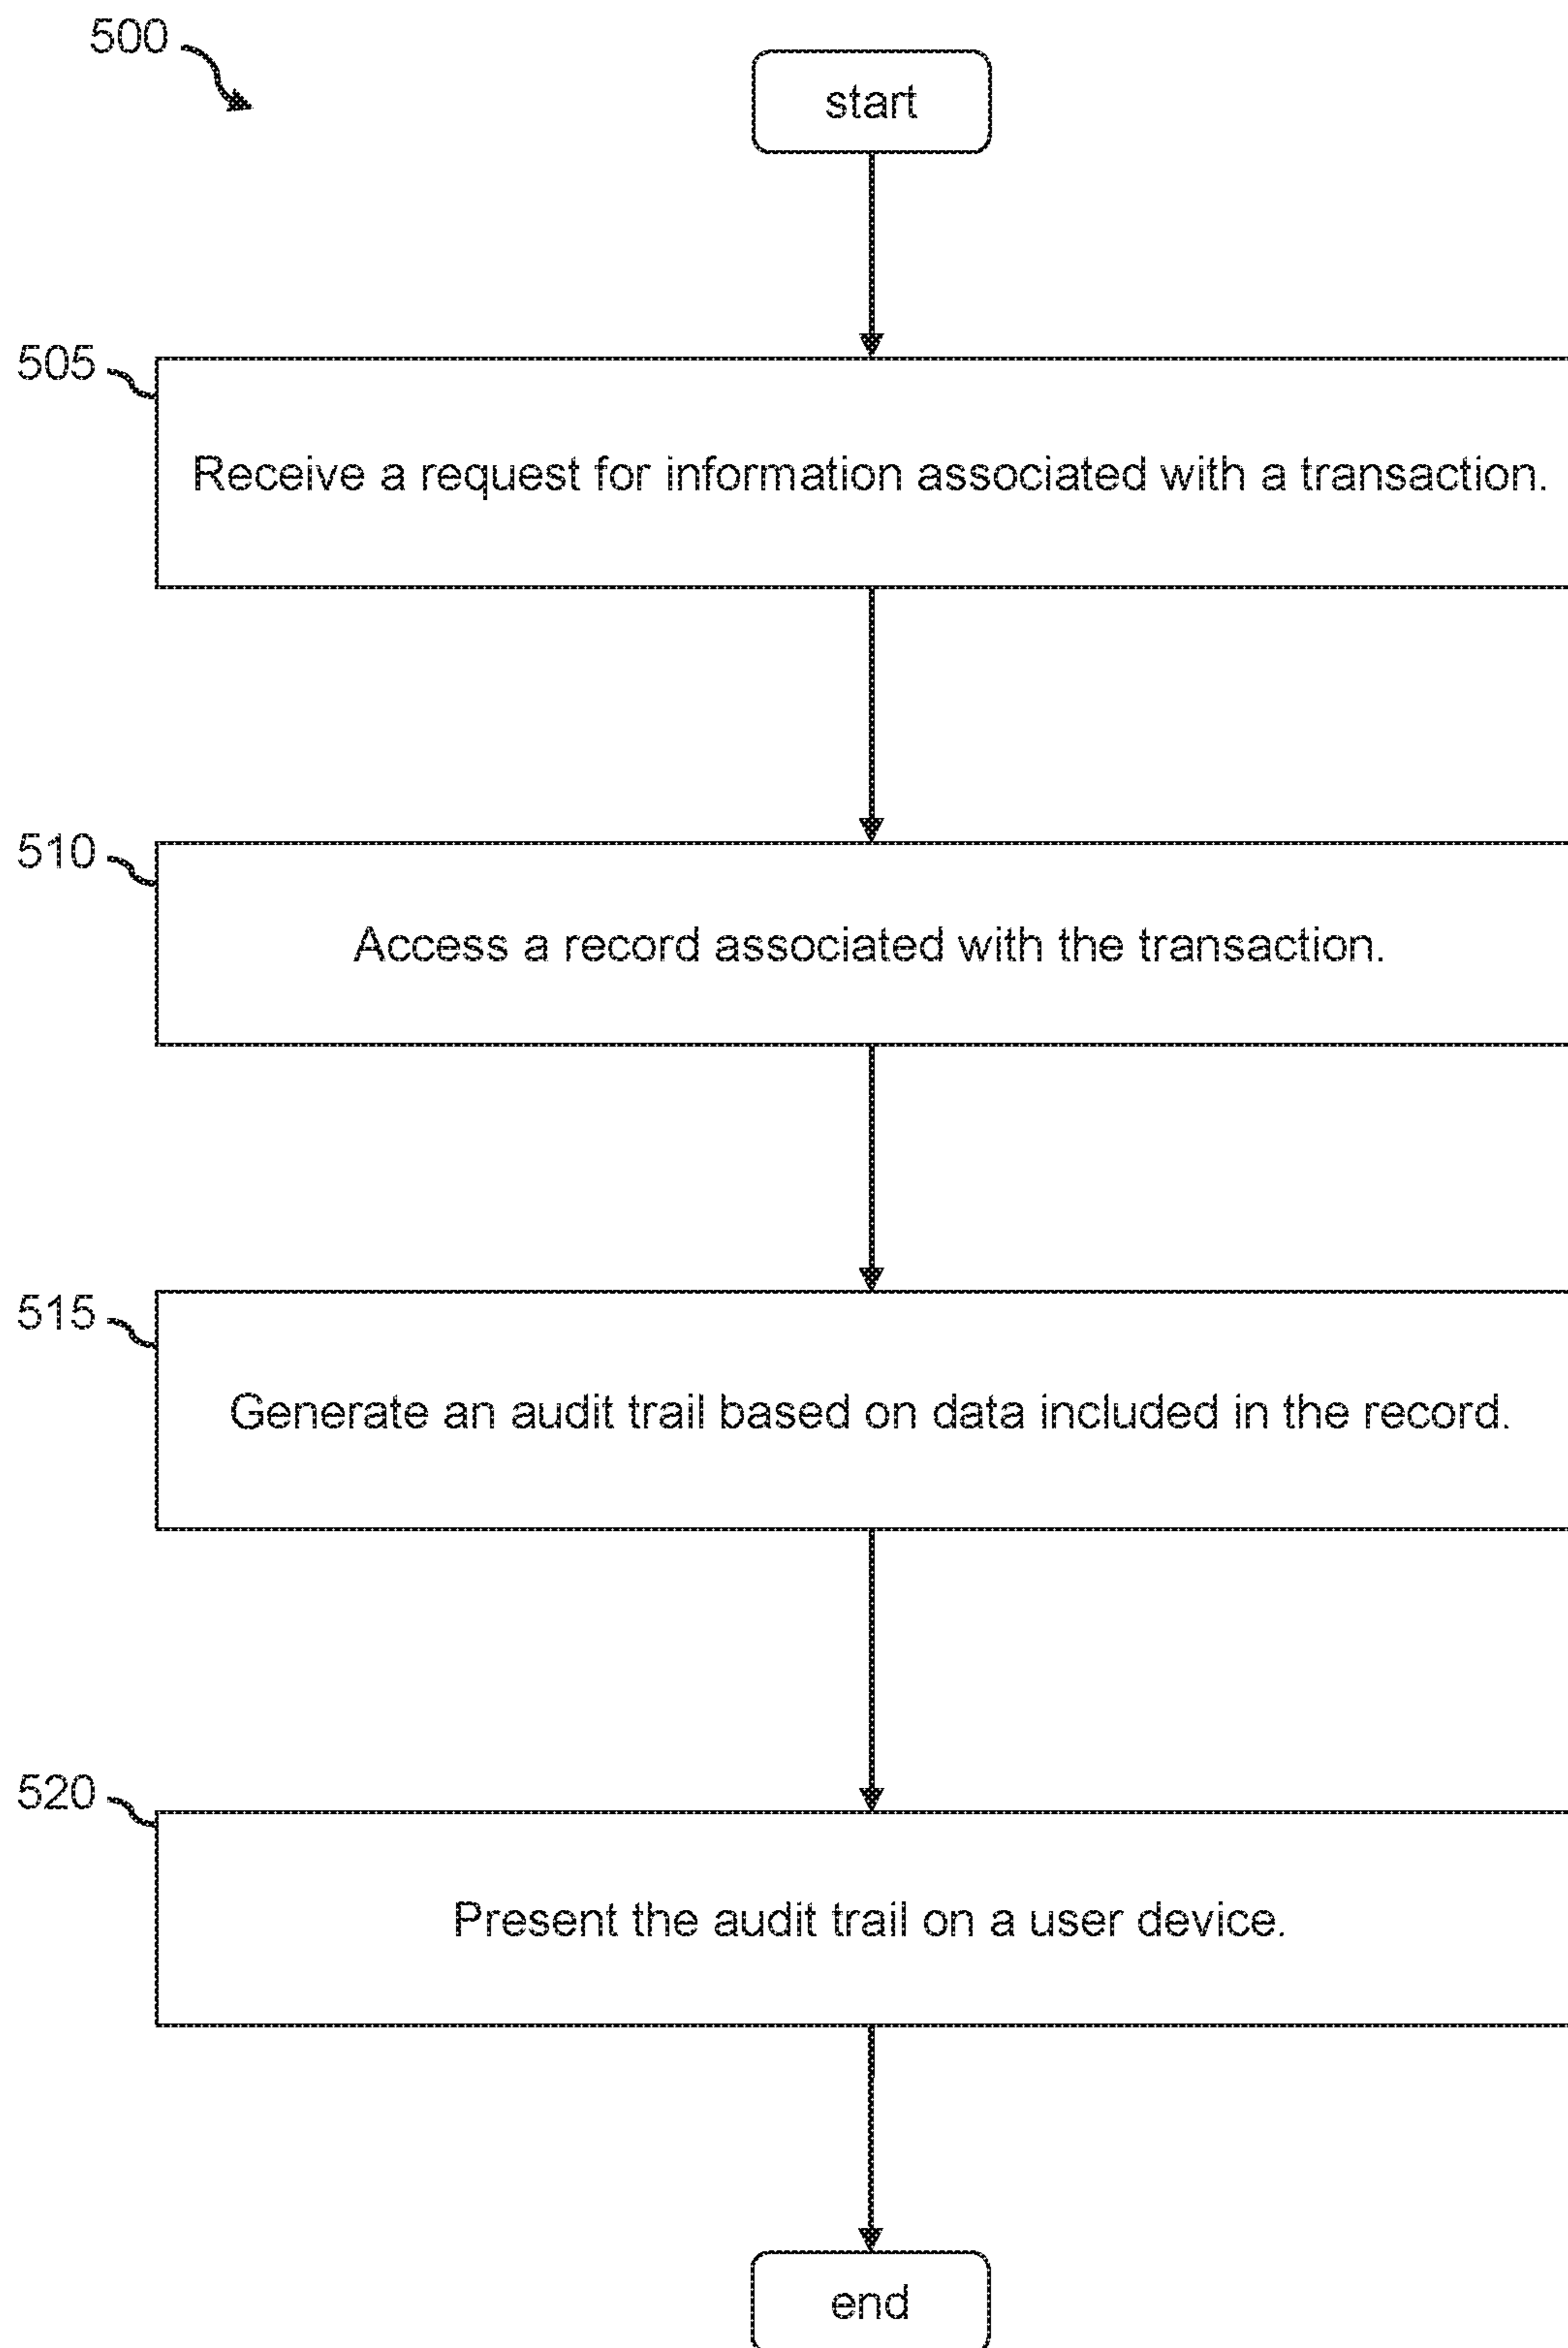 500
start
505
Receive a request for information associated with a transaction.
510
Access a record associated with the transaction.
515
Generate an audit trail based on data included in the record.
520
Present the audit trail on a user device.
end